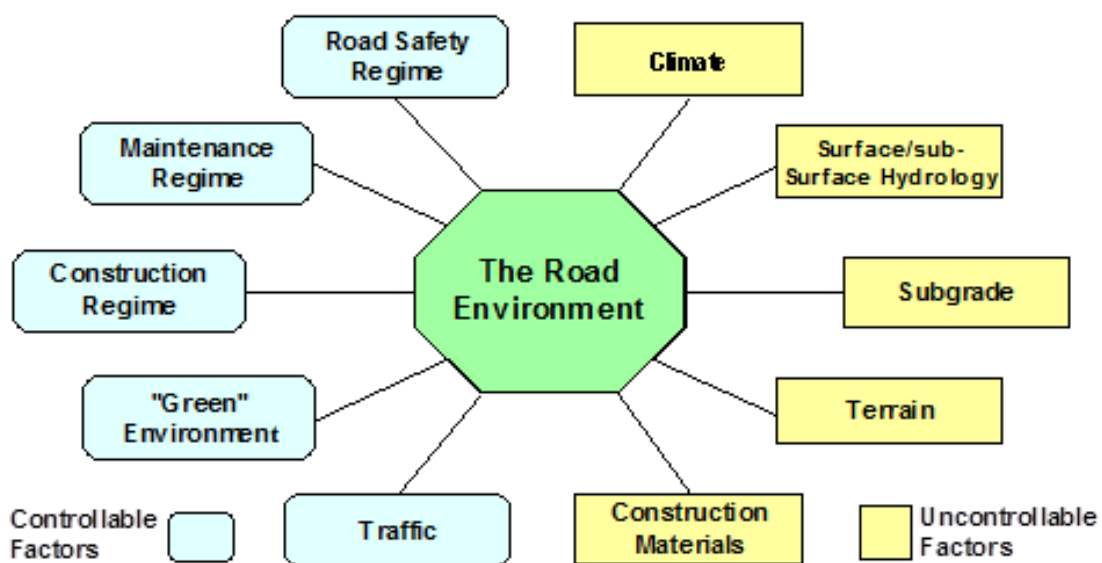 Road Safety
Regime
Climate
Maintenance
Regime
Surface/sub-
Surface Hydrology
Construction
Regime
The Road
Environment
Subgrade
"Green"
Environment
Terrain
Traffic
Construction
Materials
Controllable
Factors
Uncontrollable
Factors